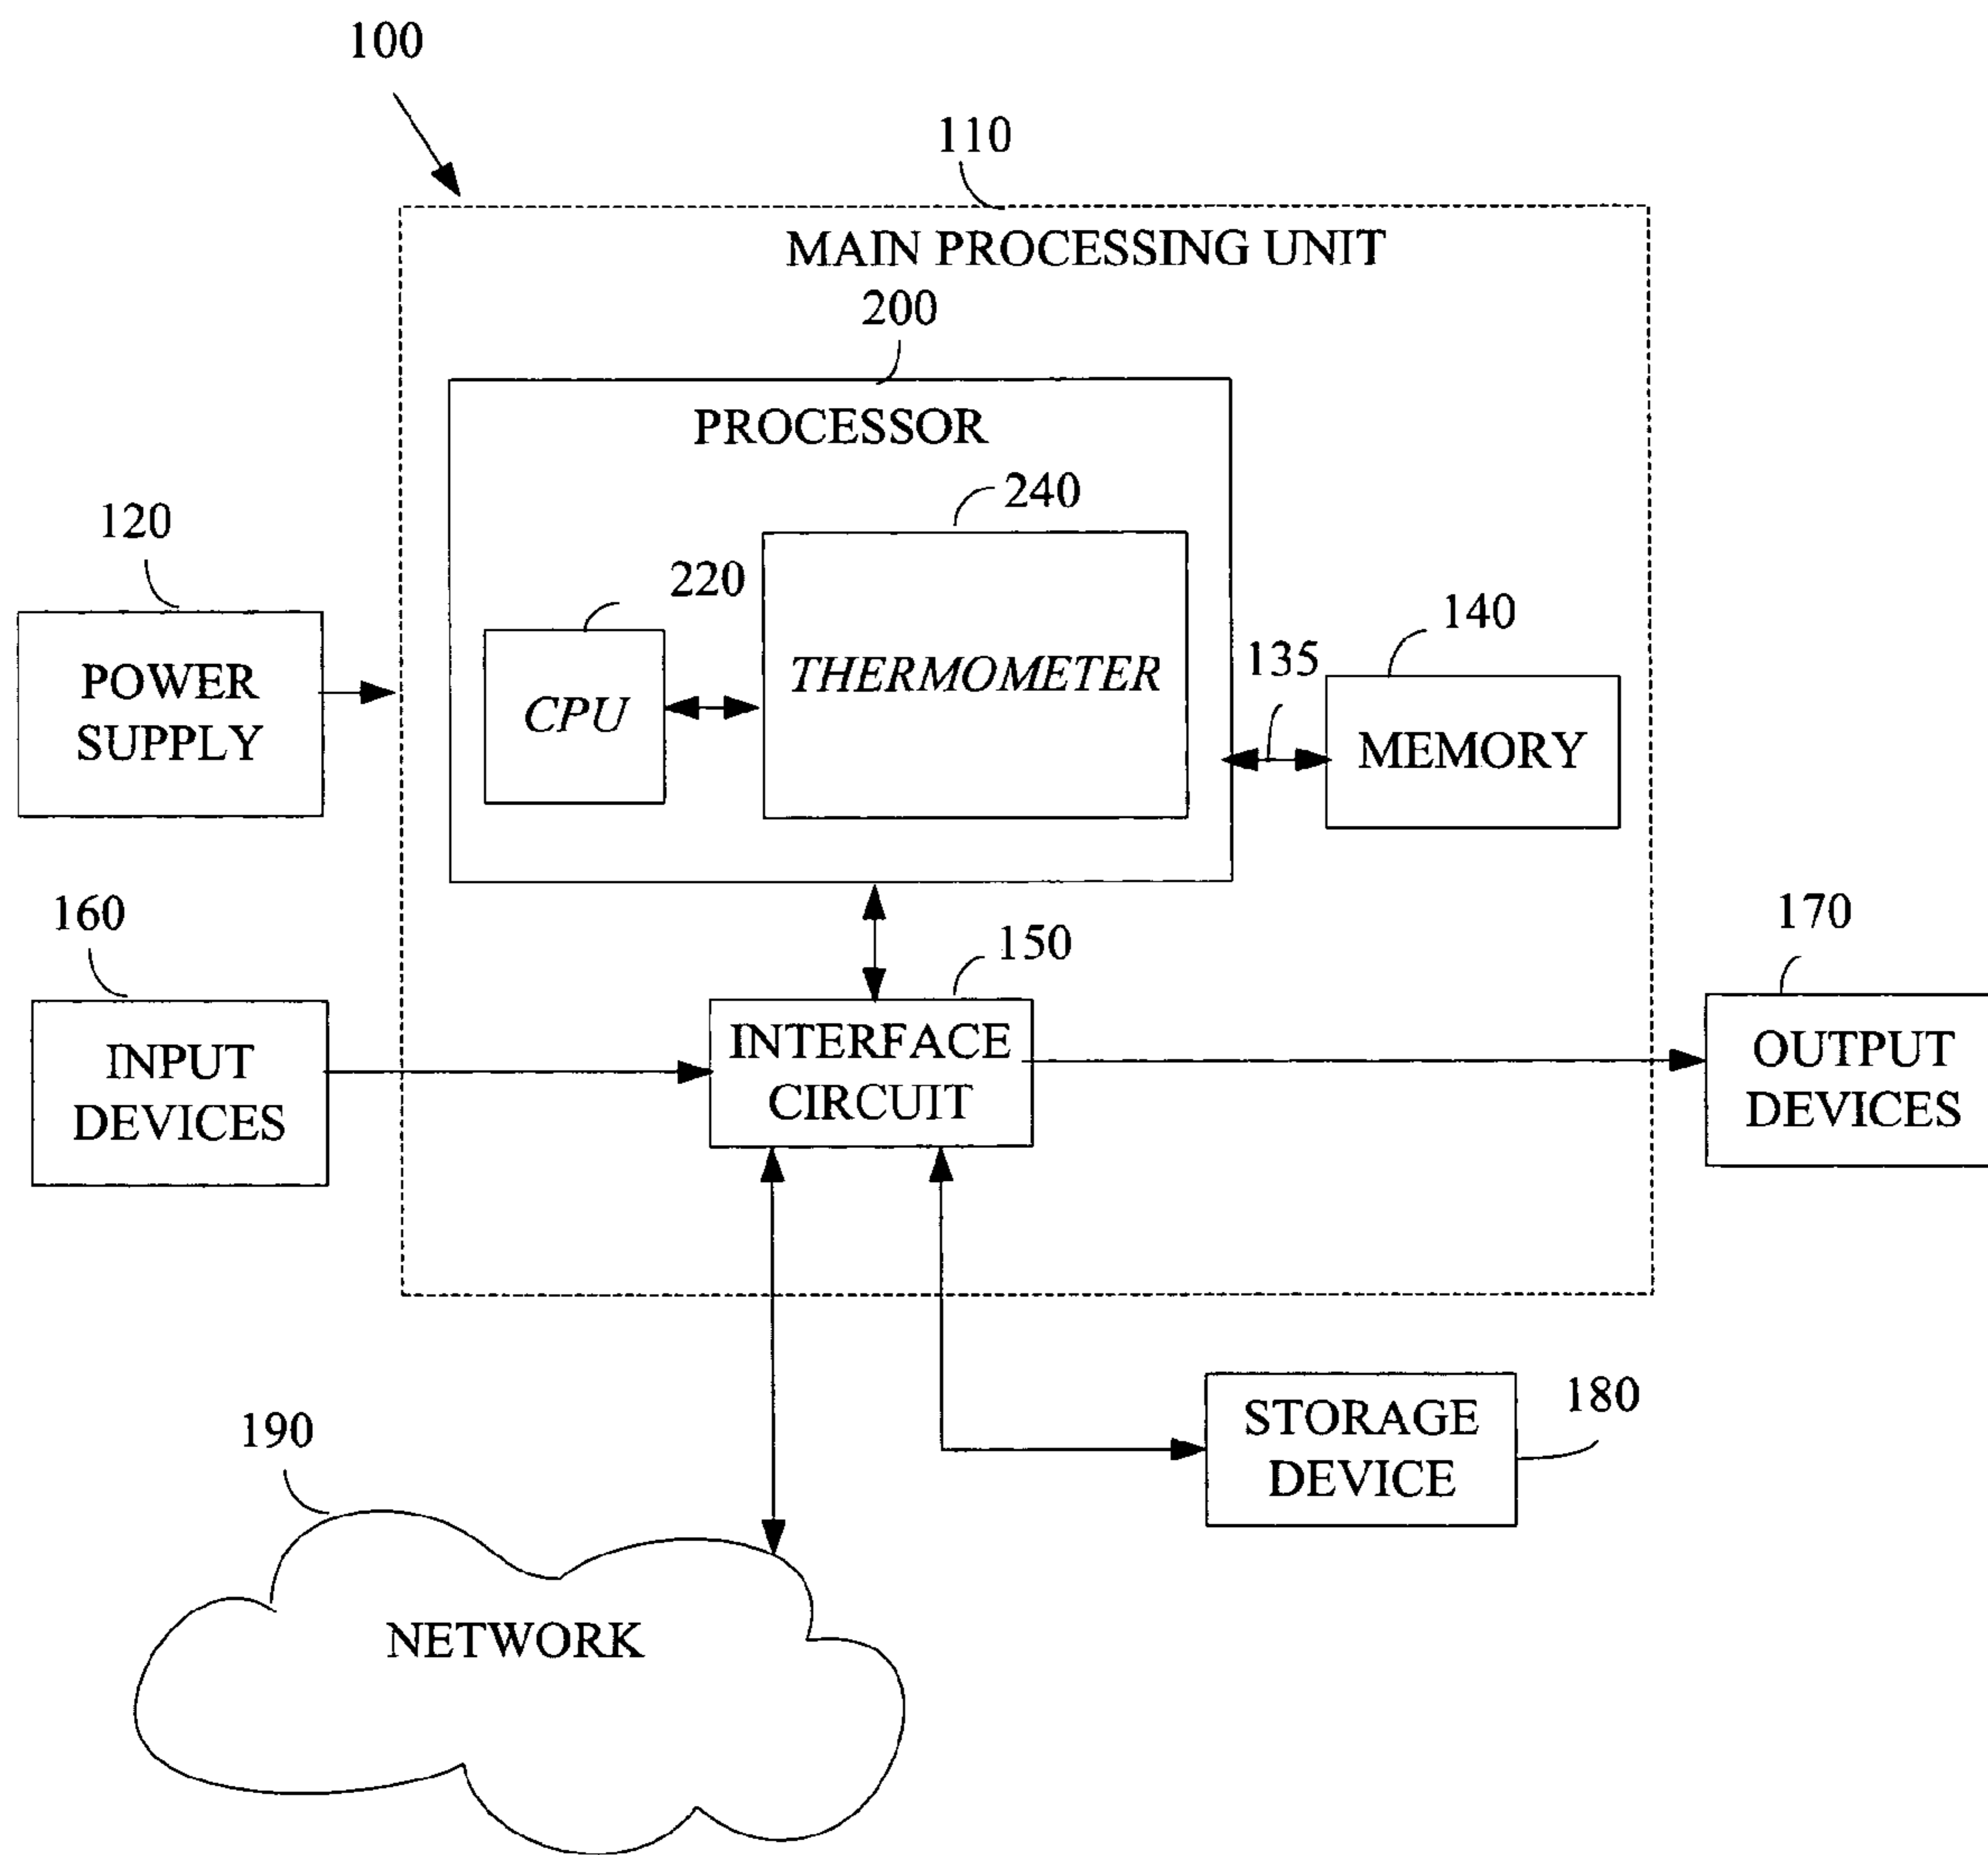 100
110
MAIN PROCESSING UNIT
200
PROCESSOR
240
120
220
THERMOMETER
140
135
POWER
SUPPLY
CPU
MEMORY
160
150
170
INPUT
DEVICES
INTERFACE
CIRCUIT
OUTPUT
DEVICES
190
180
STORAGE
DEVICE
NETWORK